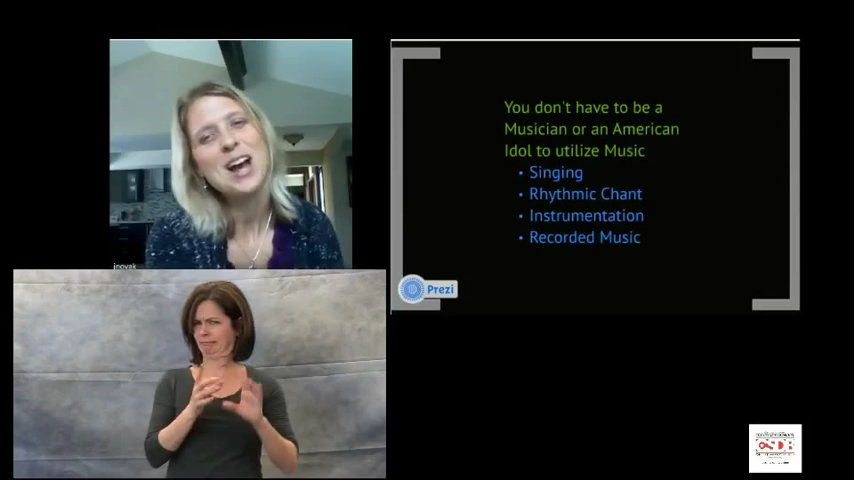 You don't have to be a
Musician or an American
Idol to utilize Music
• Singing
• Rhythmic Chant
• Instrumentation
• Recorded Music
jnovak
Prezi